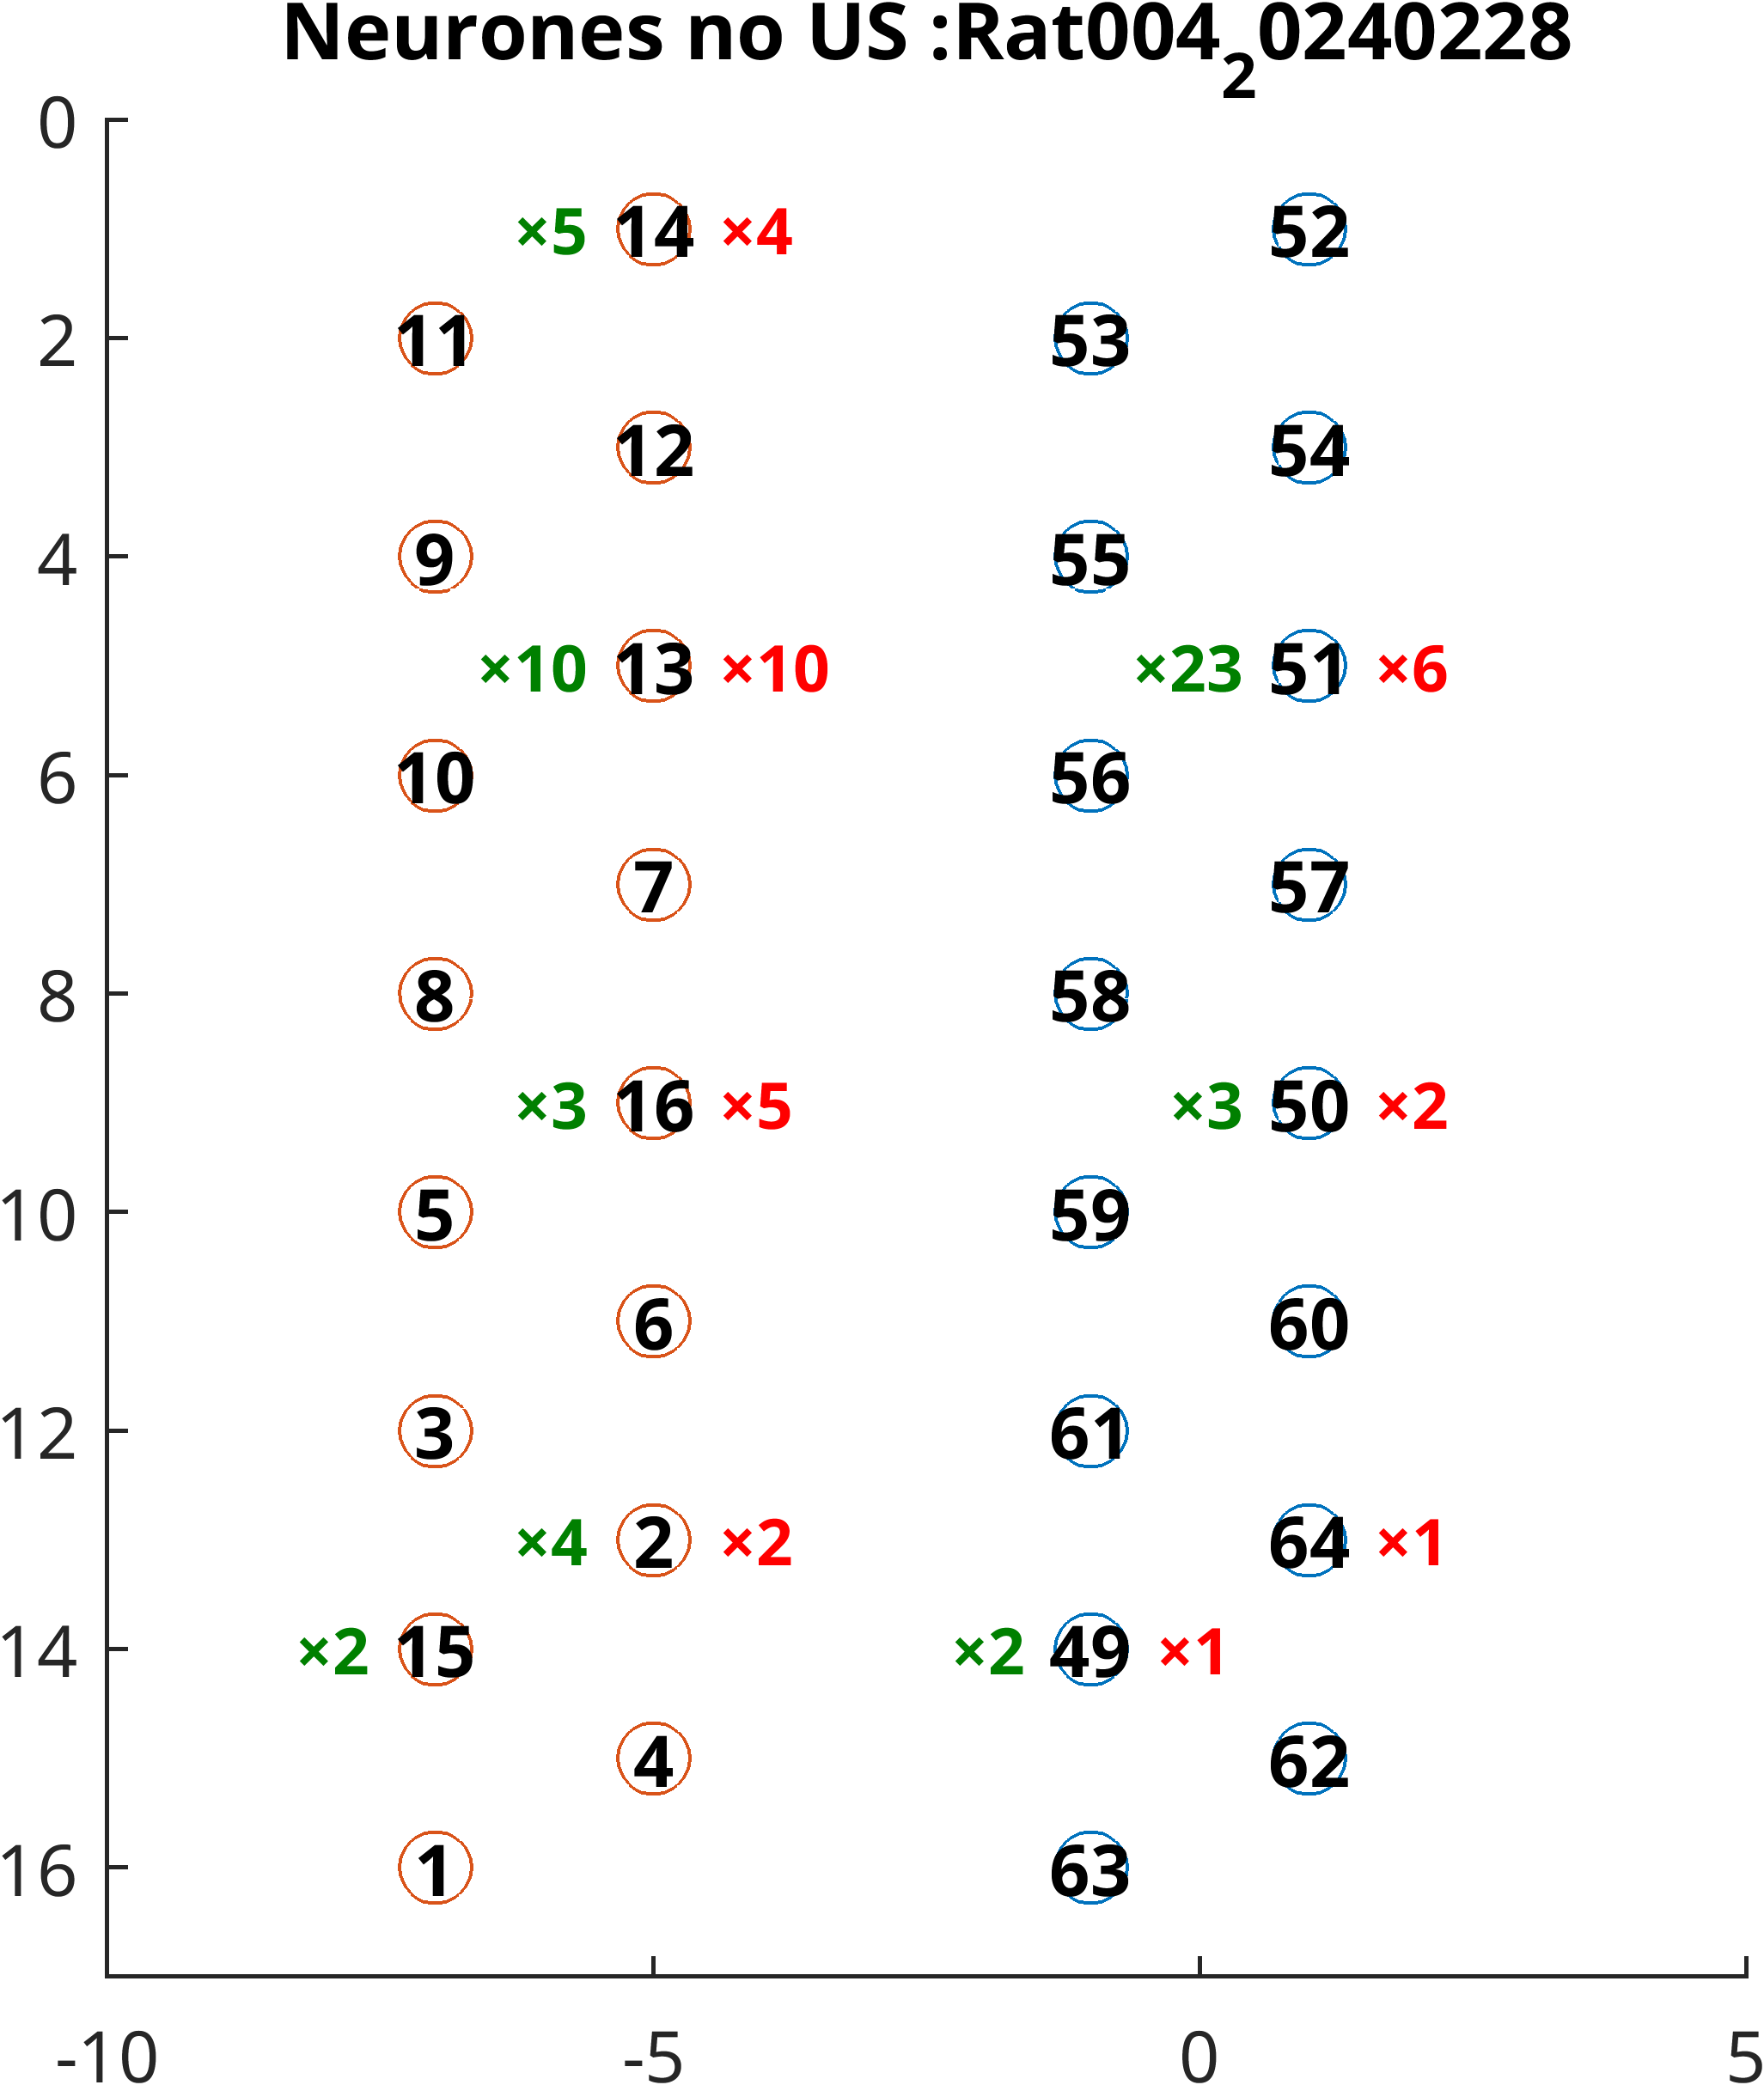 Neurones no US :Rat004₂0240228
0
×5 14 ×4 52
2 11 53
12 54
4 9 55
×10 13 ×10 ×23 51 ×6
6 10 56
7 57
8 8 58
×3 16 ×5 ×3 50 ×2
10 5 59
6 60
12 3 61
×4 2 ×2 64 ×1
14 ×2 15 ×2 49 ×1
4 62
16 1 63
-10 -5 0 5